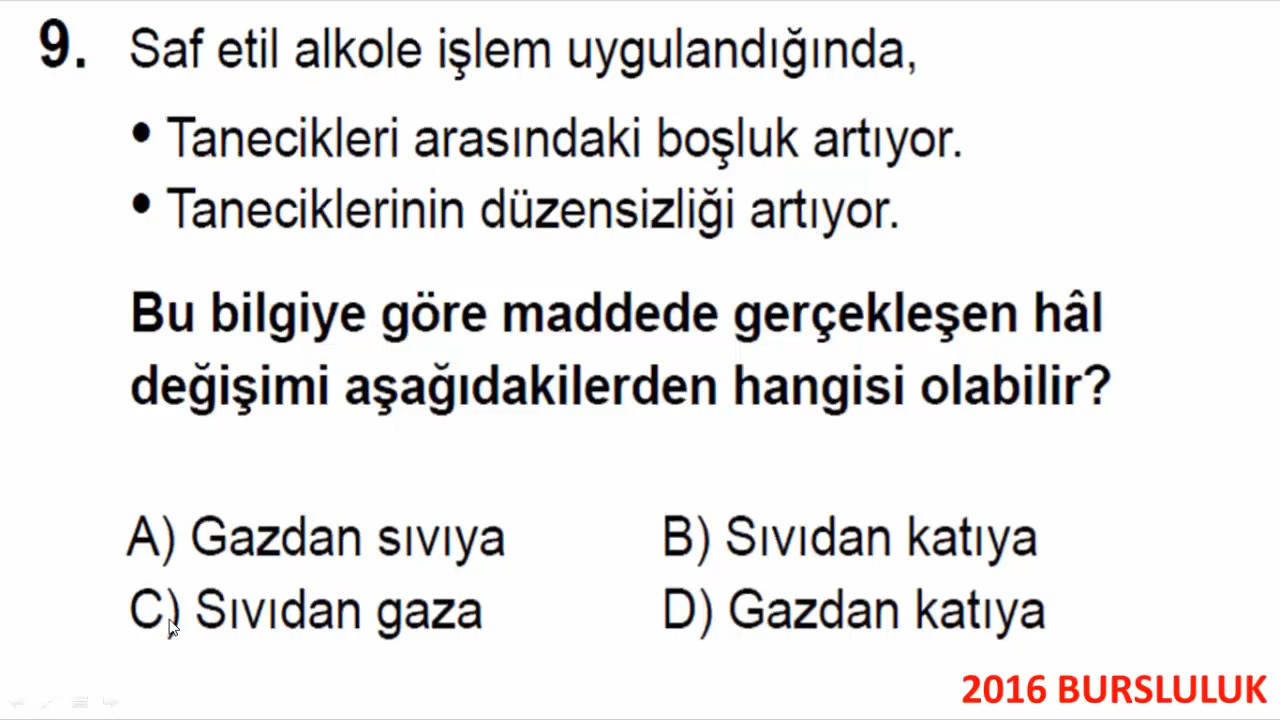 9. Saf etil alkole işlem uygulandığında,
• Tanecikleri arasındaki boşluk artıyor.
• Taneciklerinin düzensizliği artıyor.
Bu bilgiye göre maddede gerçekleşen hâl
değişimi aşağıdakilerden hangisi olabilir?
A) Gazdan sıvıya B) Sıvıdan katıya
C) Sıvıdan gaza D) Gazdan katıya
2016 BURSLULUK